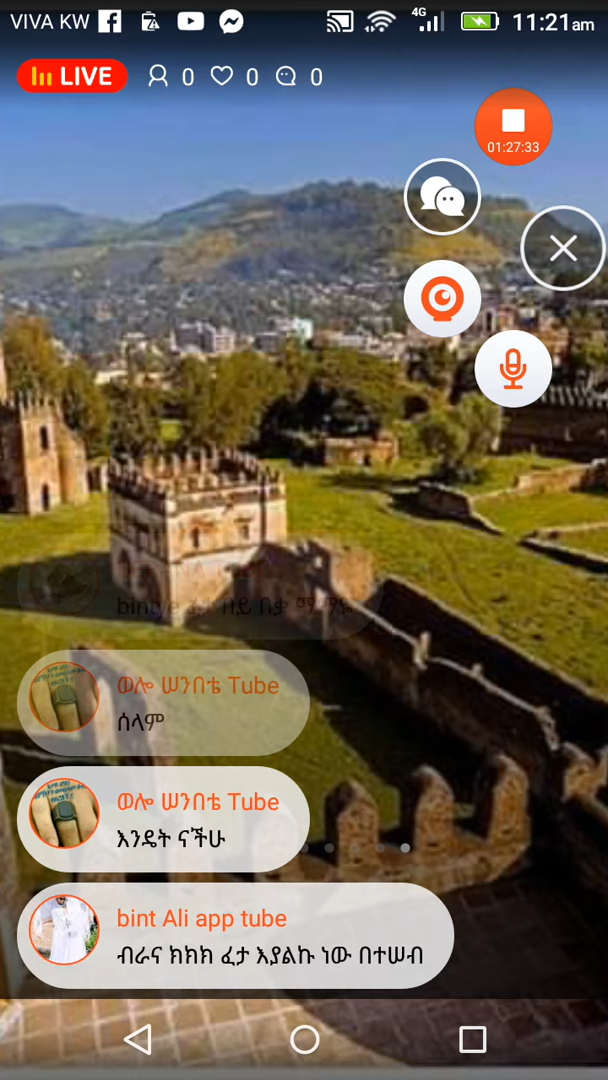 VIVA KW
4G
11:21am
LIVE
0
0
0
01:27:33
ወሎ ሠንበቴ Tube
ሰላም
ወሎ ሠንበቴ Tube
እንዴት ናችሁ
bint Ali app tube
ብራና ክክክ ፈታ እያልኩ ነው በተሠብ